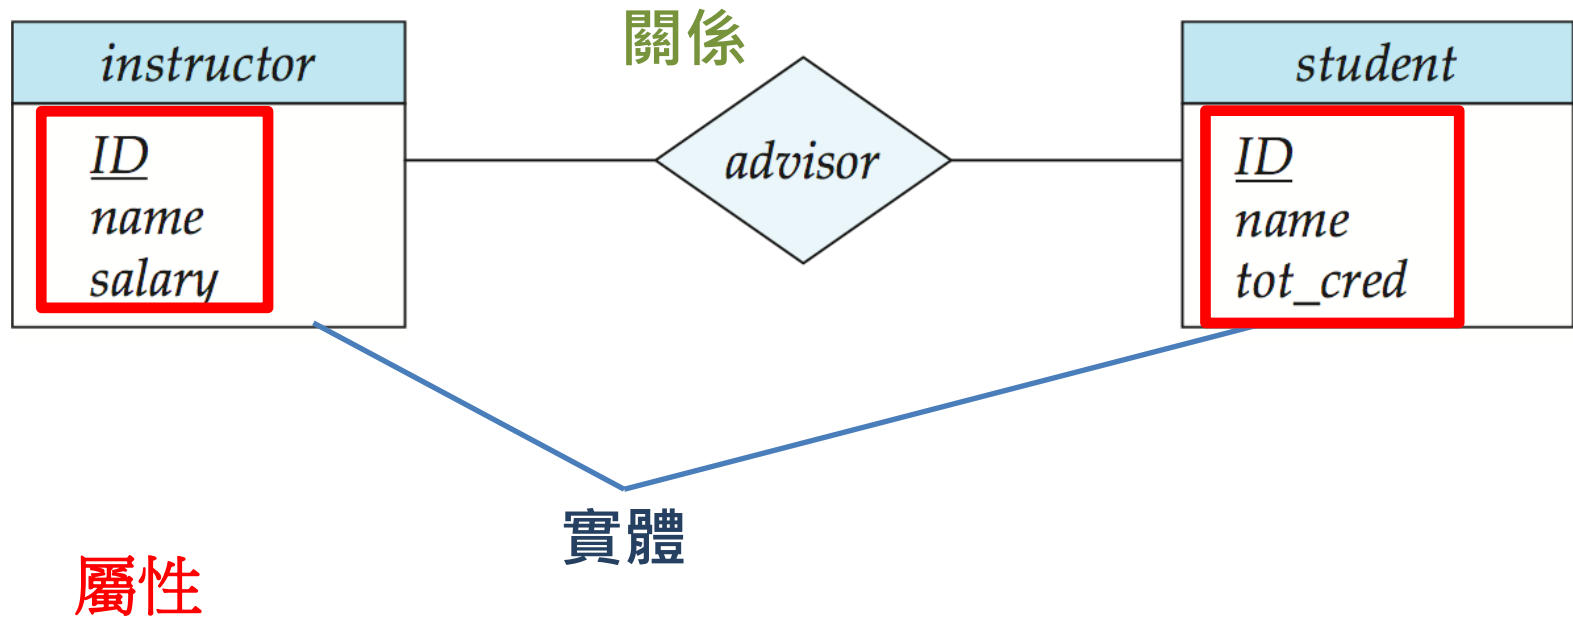 關係
instructor
ID
name
salary
advisor
student
ID
name
tot_cred
實體
屬性